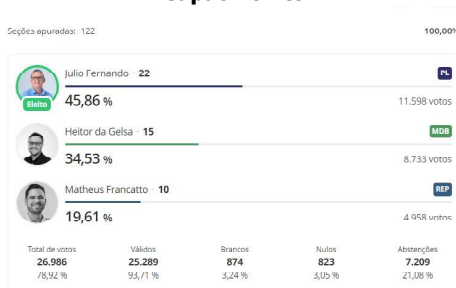 Seções apuradas: 122
100,00%
Julio Fernando · 22
PL
Eleito
45,86 %
11.598 votos
Heitor da Gelsa · 15
MDB
34,53 %
8.733 votos
Matheus Francatto · 10
REP
19,61 %
4.958 votos
Total de votos Válidos Brancos Nulos Abstenções
26.986 25.289 874 823 7.209
78,92 % 93,71 % 3,24 % 3,05 % 21,08 %